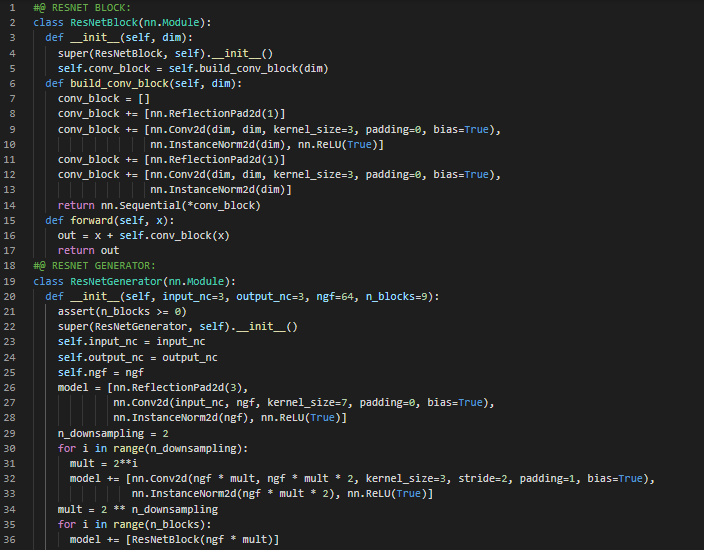 1 #@ RESNET BLOCK:
2 class ResNetBlock(nn.Module):
3   def __init__(self, dim):
4     super(ResNetBlock, self).__init__()
5     self.conv_block = self.build_conv_block(dim)
6   def build_conv_block(self, dim):
7     conv_block = []
8     conv_block += [nn.ReflectionPad2d(1)]
9     conv_block += [nn.Conv2d(dim, dim, kernel_size=3, padding=0, bias=True),
10                    nn.InstanceNorm2d(dim), nn.ReLU(True)]
11     conv_block += [nn.ReflectionPad2d(1)]
12     conv_block += [nn.Conv2d(dim, dim, kernel_size=3, padding=0, bias=True),
13                    nn.InstanceNorm2d(dim)]
14     return nn.Sequential(*conv_block)
15   def forward(self, x):
16     out = x + self.conv_block(x)
17     return out
18 #@ RESNET GENERATOR:
19 class ResNetGenerator(nn.Module):
20   def __init__(self, input_nc=3, output_nc=3, ngf=64, n_blocks=9):
21     assert(n_blocks >= 0)
22     super(ResNetGenerator, self).__init__()
23     self.input_nc = input_nc
24     self.output_nc = output_nc
25     self.ngf = ngf
26     model = [nn.ReflectionPad2d(3),
27              nn.Conv2d(input_nc, ngf, kernel_size=7, padding=0, bias=True),
28              nn.InstanceNorm2d(ngf), nn.ReLU(True)]
29     n_downsampling = 2
30     for i in range(n_downsampling):
31       mult = 2**i
32       model += [nn.Conv2d(ngf * mult, ngf * mult * 2, kernel_size=3, stride=2, padding=1, bias=True),
33                 nn.InstanceNorm2d(ngf * mult * 2), nn.ReLU(True)]
34     mult = 2 ** n_downsampling
35     for i in range(n_blocks):
36       model += [ResNetBlock(ngf * mult)]